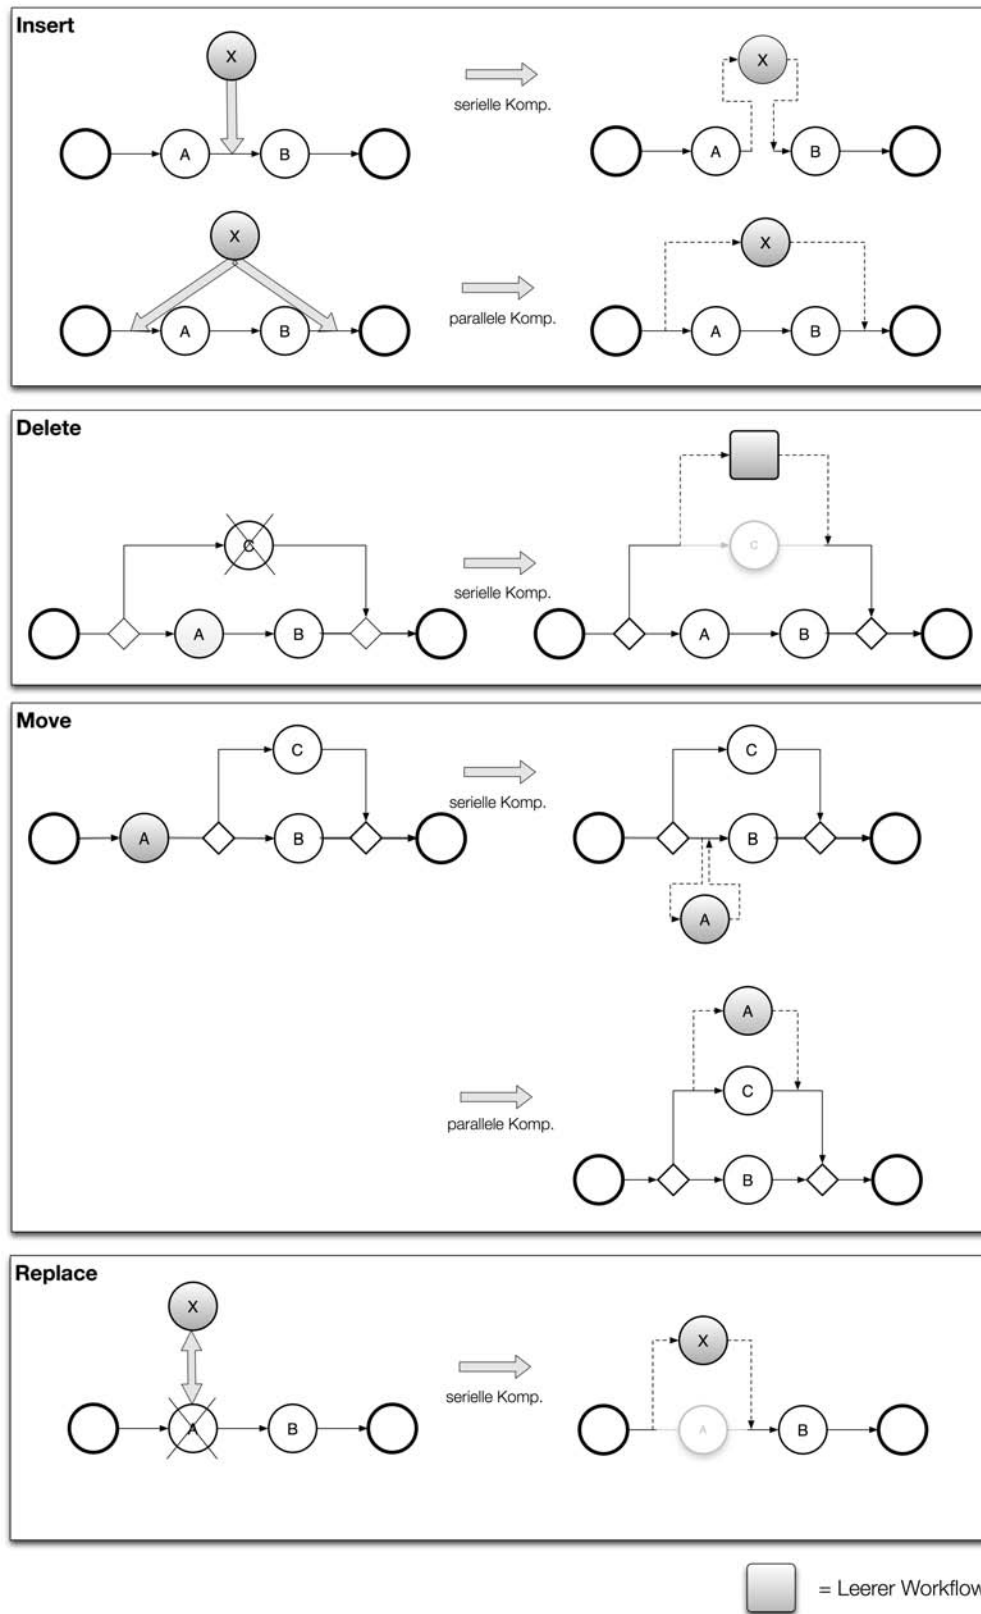 Insert
X
X
serielle Komp.
A
B
A
B
X
X
parallele Komp.
A
B
A
B
Delete
C
C
serielle Komp.
A
B
A
B
Move
C
C
serielle Komp.
A
B
B
A
A
C
parallele Komp.
B
Replace
X
X
serielle Komp.
A
B
A
B
= Leerer Workflow